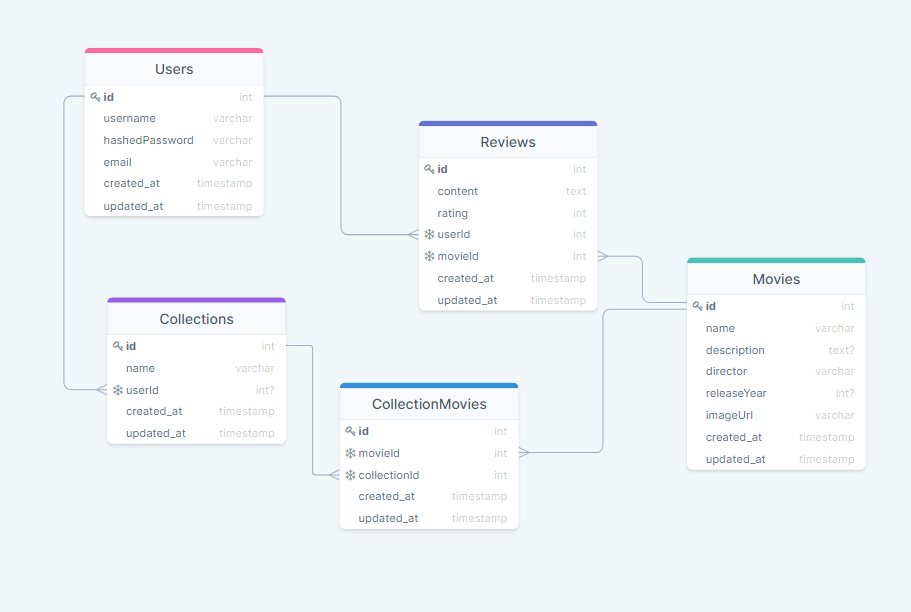 Users
id int
username varchar
hashedPassword varchar
email varchar
created_at timestamp
updated_at timestamp
Reviews
id int
content text
rating int
userId int
movieId int
created_at timestamp
updated_at timestamp
Movies
id int
name varchar
description text?
director varchar
releaseYear int?
imageUrl varchar
created_at timestamp
updated_at timestamp
Collections
id int
name varchar
userId int?
created_at timestamp
updated_at timestamp
CollectionMovies
id int
movieId int
collectionId int
created_at timestamp
updated_at timestamp